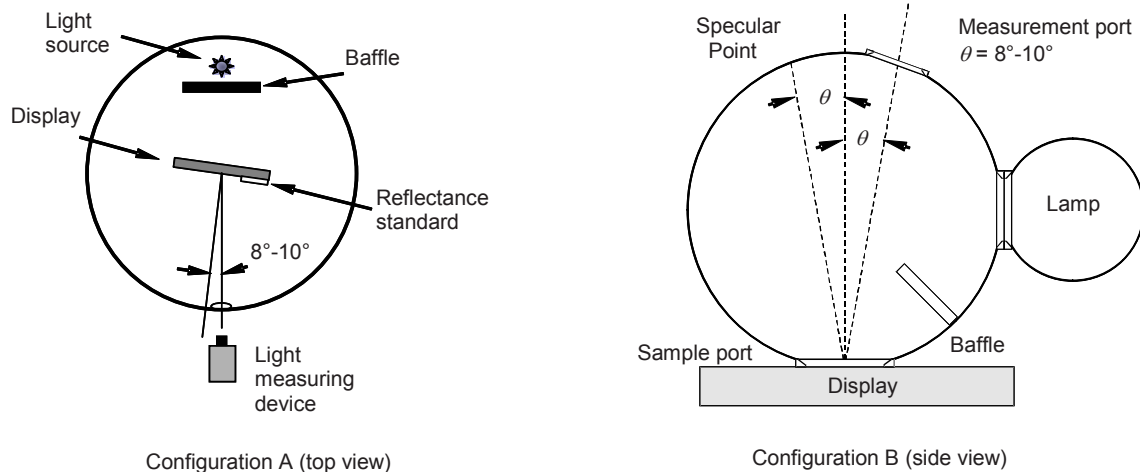 Light
source
Baffle
Display
Reflectance
standard
8°-10°
Light
measuring
device
Configuration A (top view)
Specular
Point
Measurement port
θ = 8°-10°
θ
θ
Lamp
Baffle
Sample port
Display
Configuration B (side view)